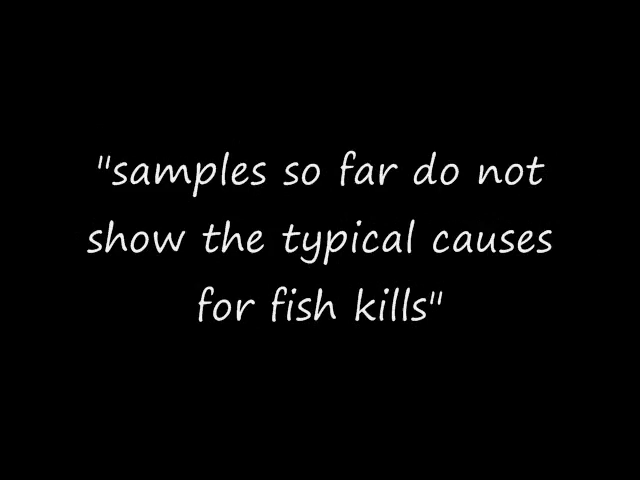 "samples so far do not
show the typical causes
for fish kills"